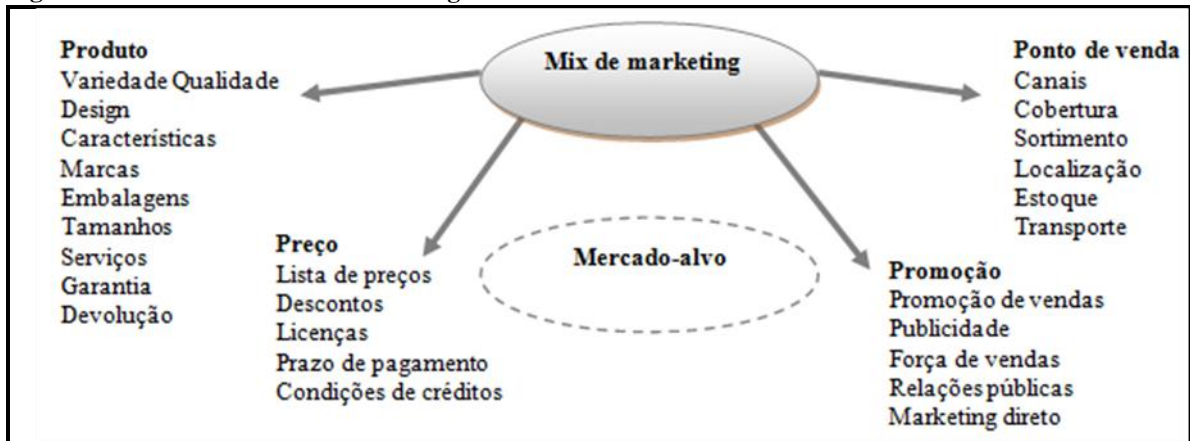 Mix de marketing
Produto
Variedade Qualidade
Design
Características
Marcas
Embalagens
Tamanhos
Serviços
Garantia
Devolução
Preço
Lista de preços
Descontos
Licenças
Prazo de pagamento
Condições de créditos
Mercado-alvo
Ponto de venda
Canais
Cobertura
Sortimento
Localização
Estoque
Transporte
Promoção
Promoção de vendas
Publicidade
Força de vendas
Relações públicas
Marketing direto